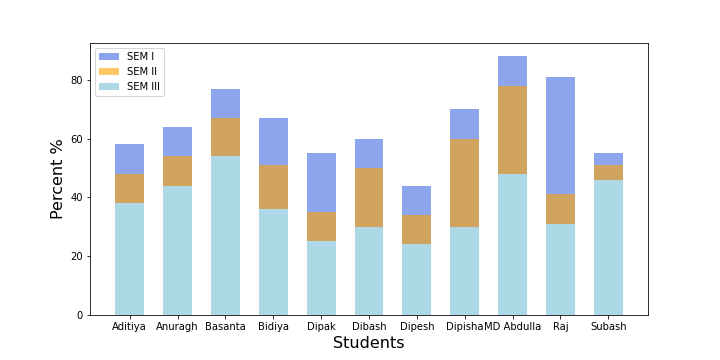 SEM I
SEM II
SEM III
Percent %
80
60
40
20
0
Aditiya Anuragh Basanta Bidiya Dipak Dibash Dipesh Dipisha MD Abdulla Raj Subash
Students